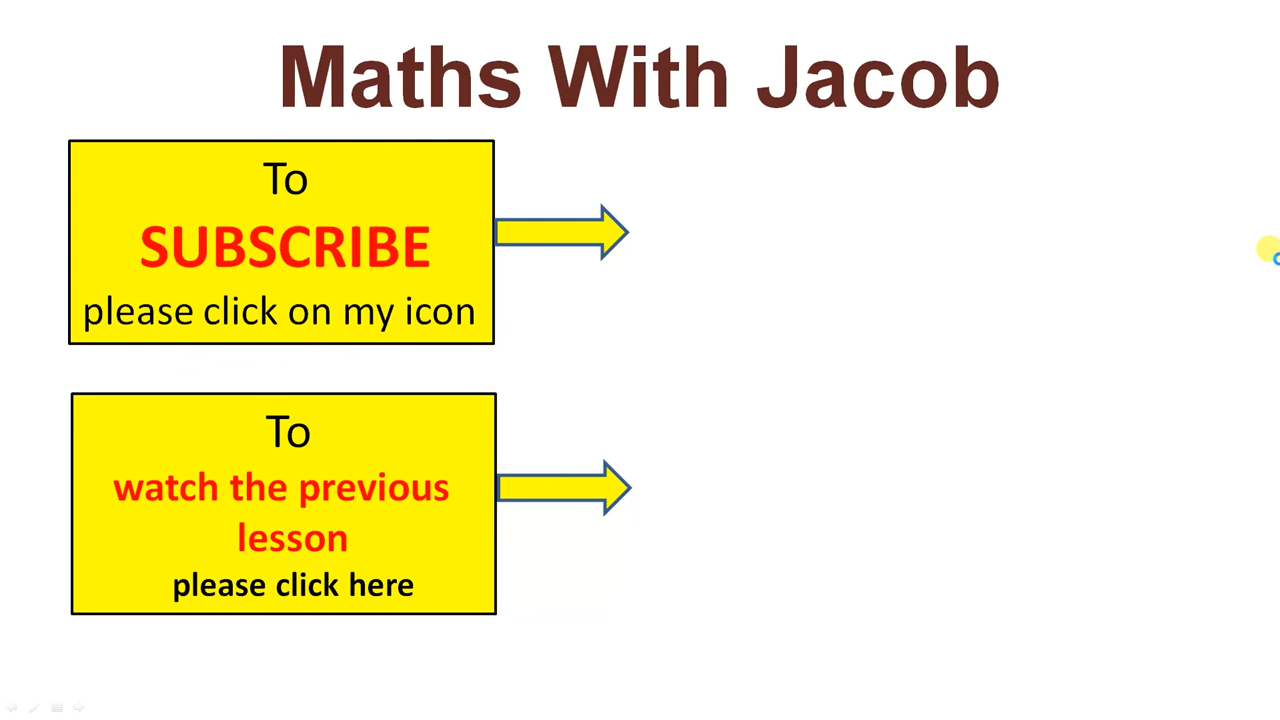 Maths With Jacob
To
SUBSCRIBE
please click on my icon
To
watch the previous
lesson
please click here